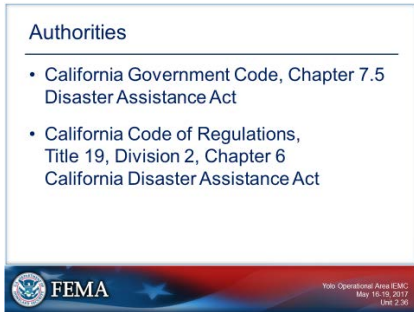 Authorities
• California Government Code, Chapter 7.5
Disaster Assistance Act
• California Code of Regulations,
Title 19, Division 2, Chapter 6
California Disaster Assistance Act
FEMA
Yolo Operational Area IEMC
May 16-19, 2017
Unit 2.36